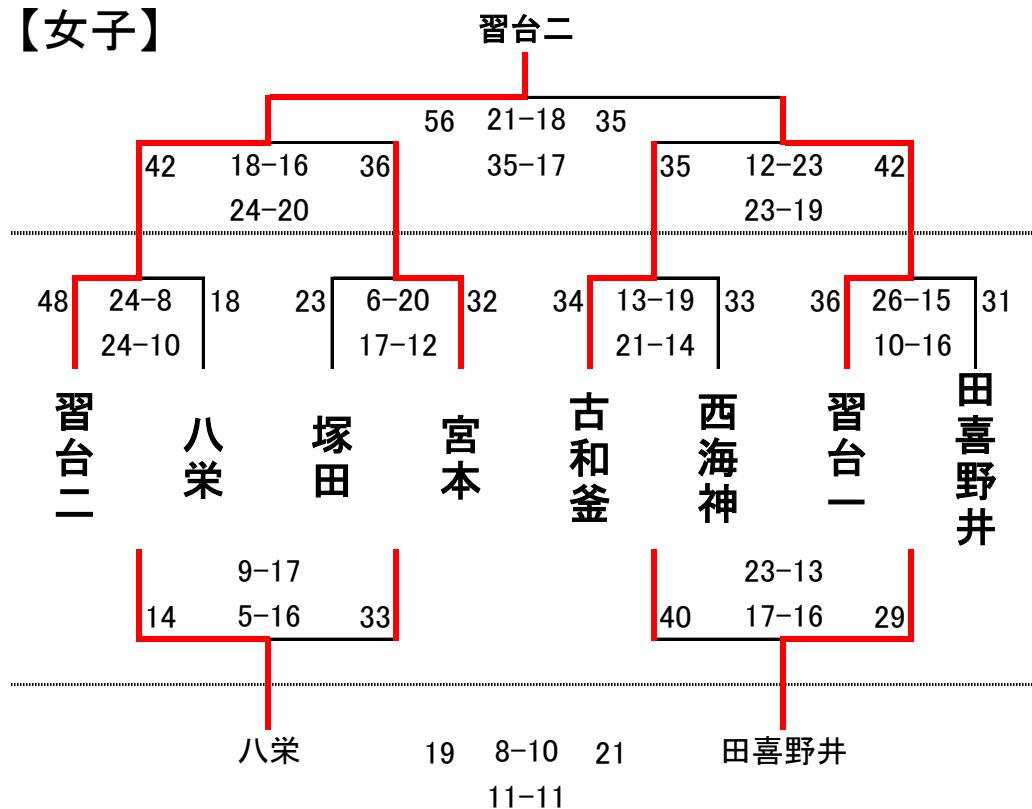 【女子】
習台二
56 21-18 35
35-17
42 18-16 36
24-20
35 12-23 42
23-19
48 24-8 18
24-10
23 6-20 32
17-12
34 13-19 33
21-14
36 26-15 31
10-16
習台二
八栄
塚田
宮本
古和釜
西海神
習台一
田喜野井
9-17
14 5-16 33
23-13
40 17-16 29
八栄 19 8-10 21 田喜野井
11-11